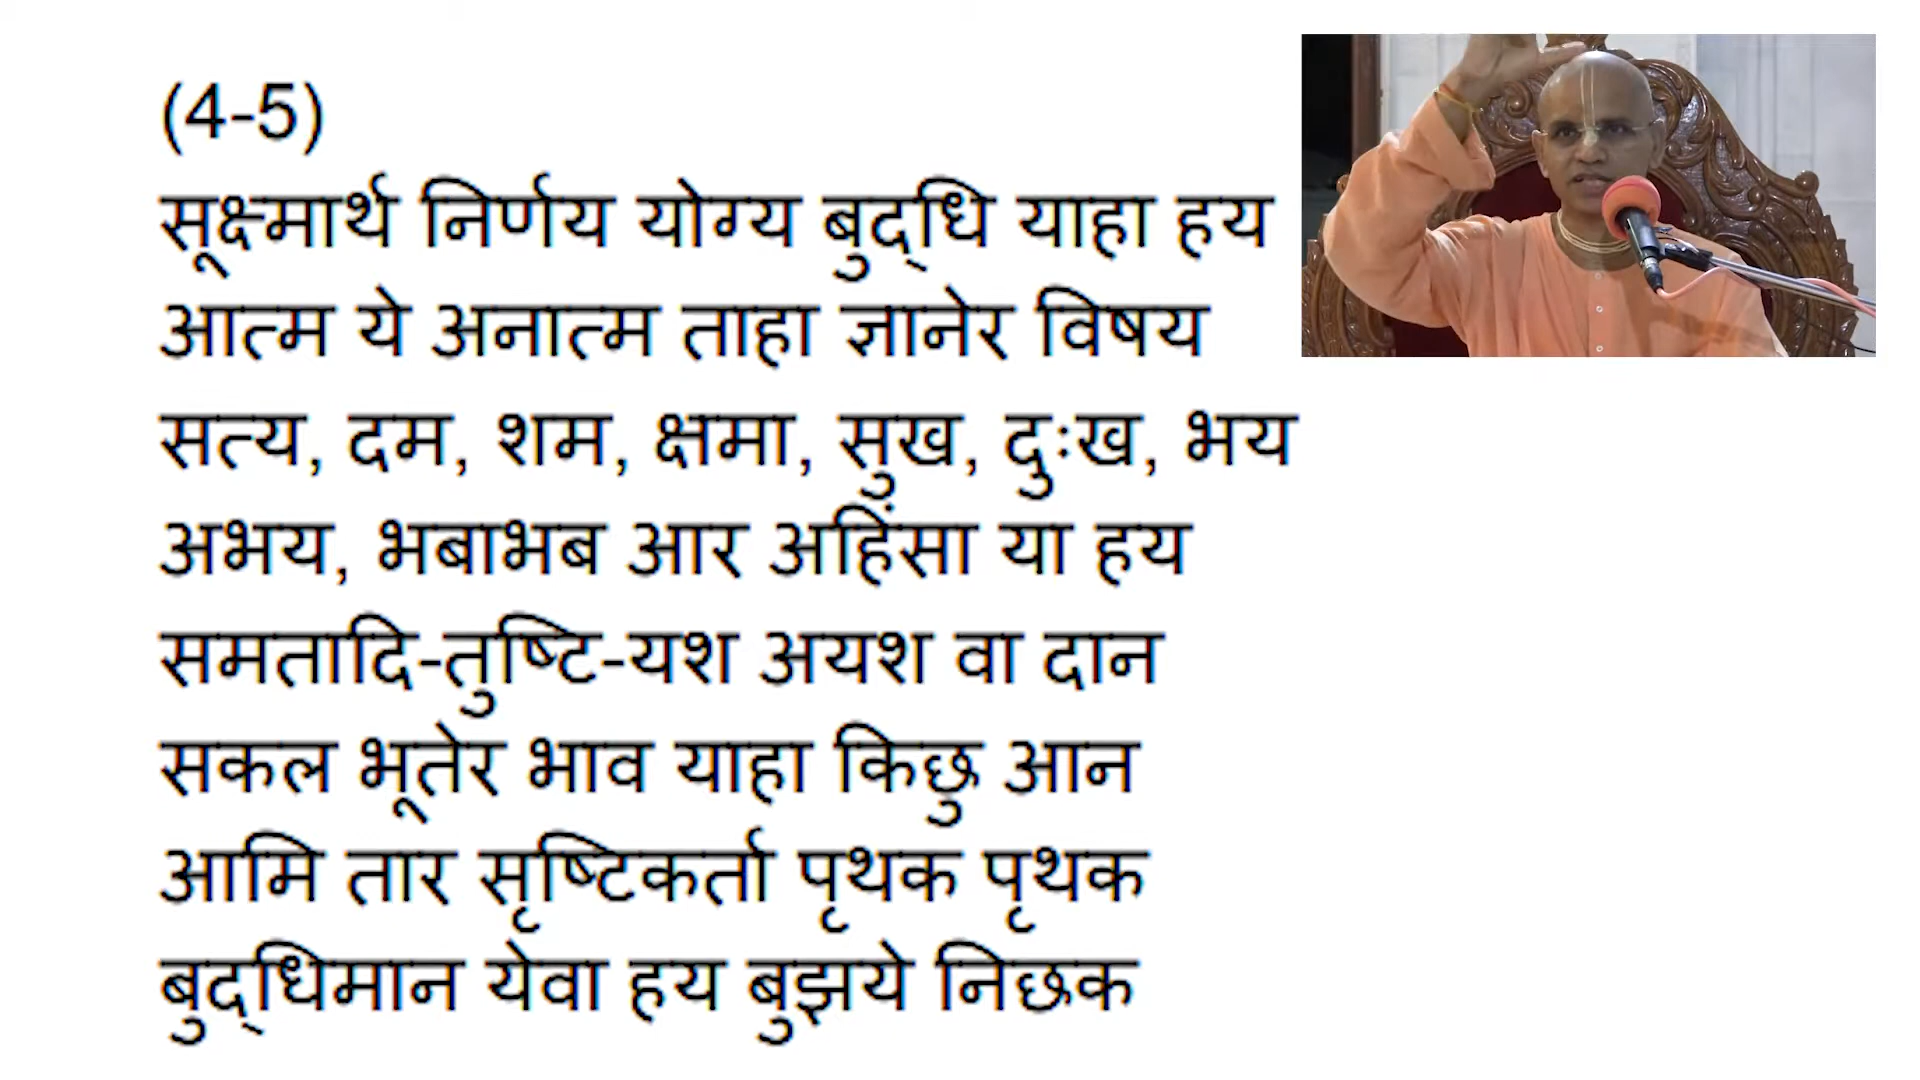 (4-5)
सूक्ष्मार्थ निर्णय योग्य बुद्‌धि याहा हय
आत्म ये अनात्म ताहा ज्ञानेर विषय
सत्य, दम, शम, क्षमा, सुख, दुःख, भय
अभय, भबाभब आर अहिंसा या हय
समतादि-तुष्टि-यश अयश वा दान
सकल भूतेर भाव याहा किछु आन
आमि तार सृष्टिकर्ता पृथक पृथक
बुद्‌धिमान येवा हय बुझये निछक